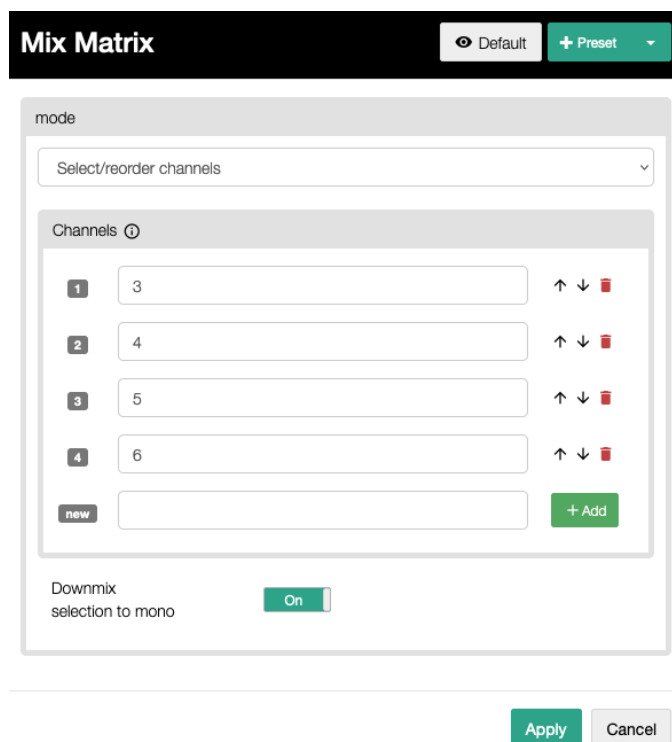 Mix Matrix
Default
+ Preset
mode
Select/reorder channels
Channels
1 3
2 4
3 5
4 6
new + Add
Downmix
selection to mono
On
Apply Cancel